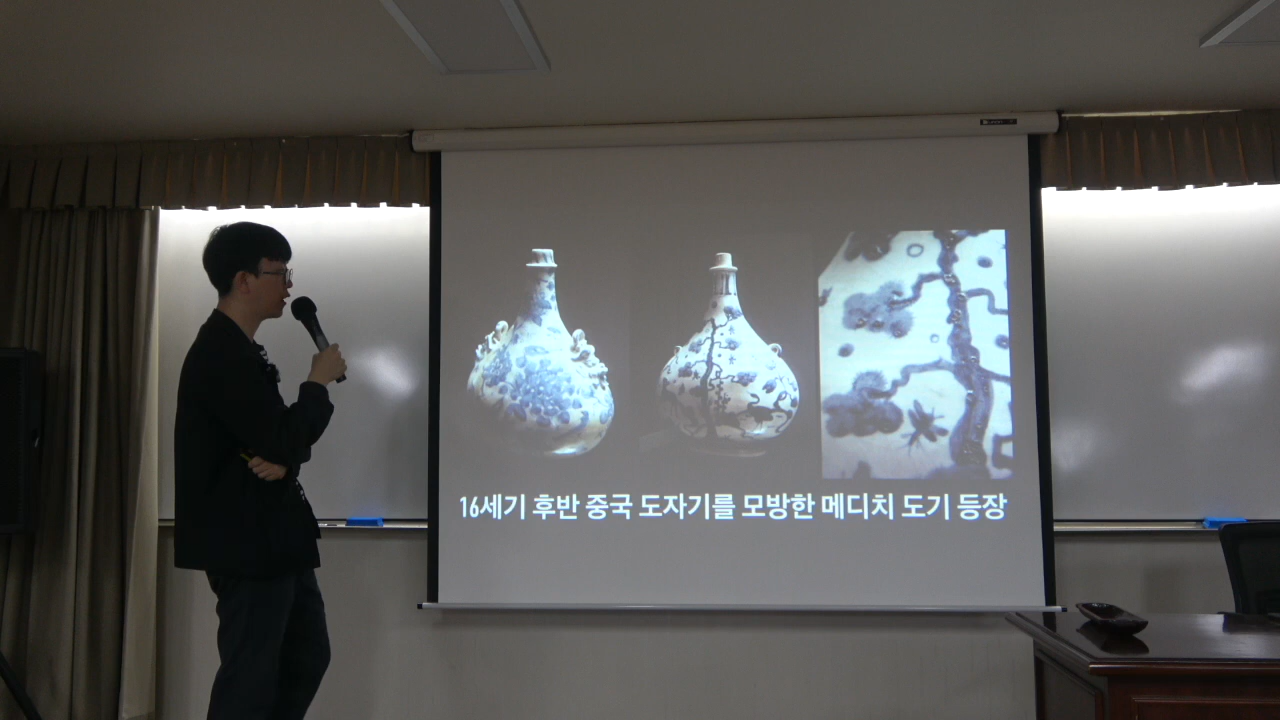 16세기 후반 중국 도자기를 모방한 메디치 도기 등장